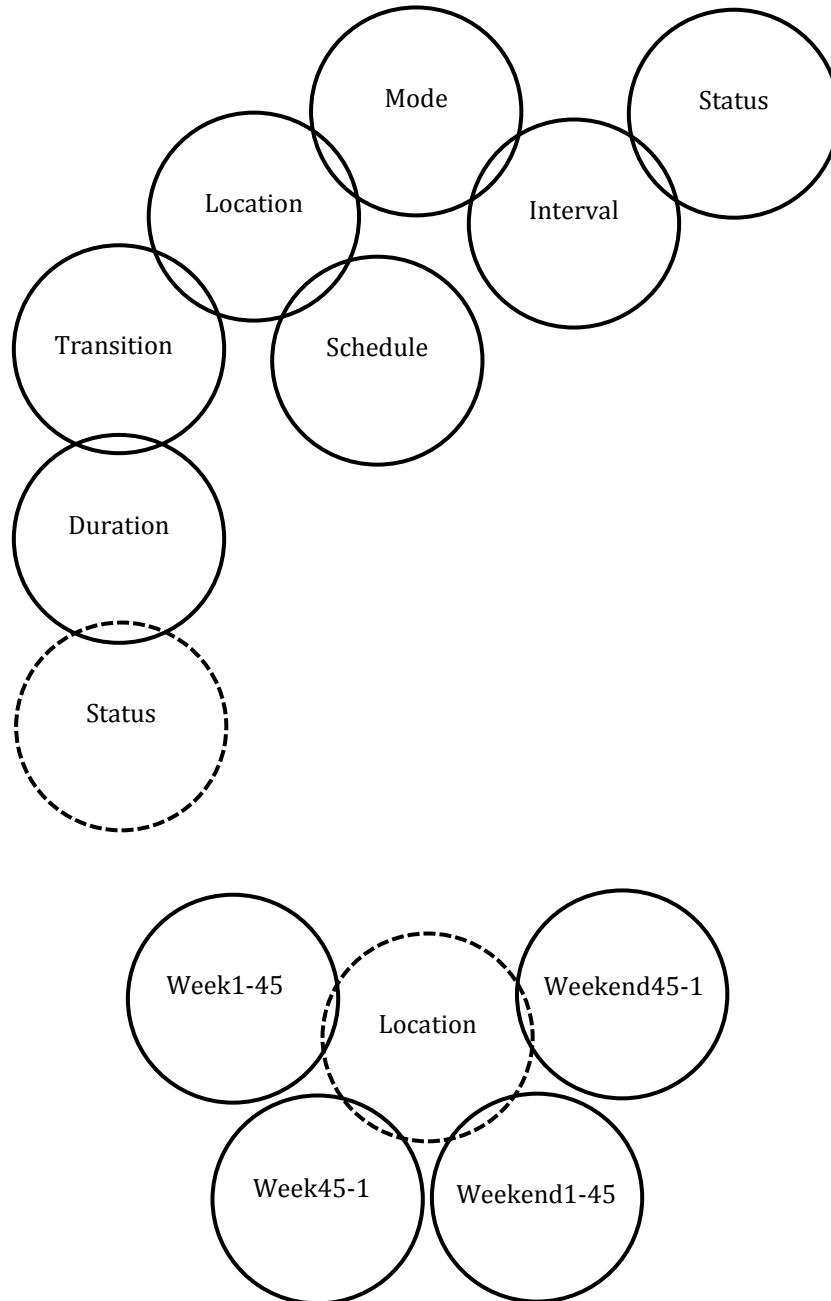 Mode
Status
Location
Interval
Transition
Schedule
Duration
Status
Week1-45
Weekend45-1
Location
Week45-1
Weekend1-45